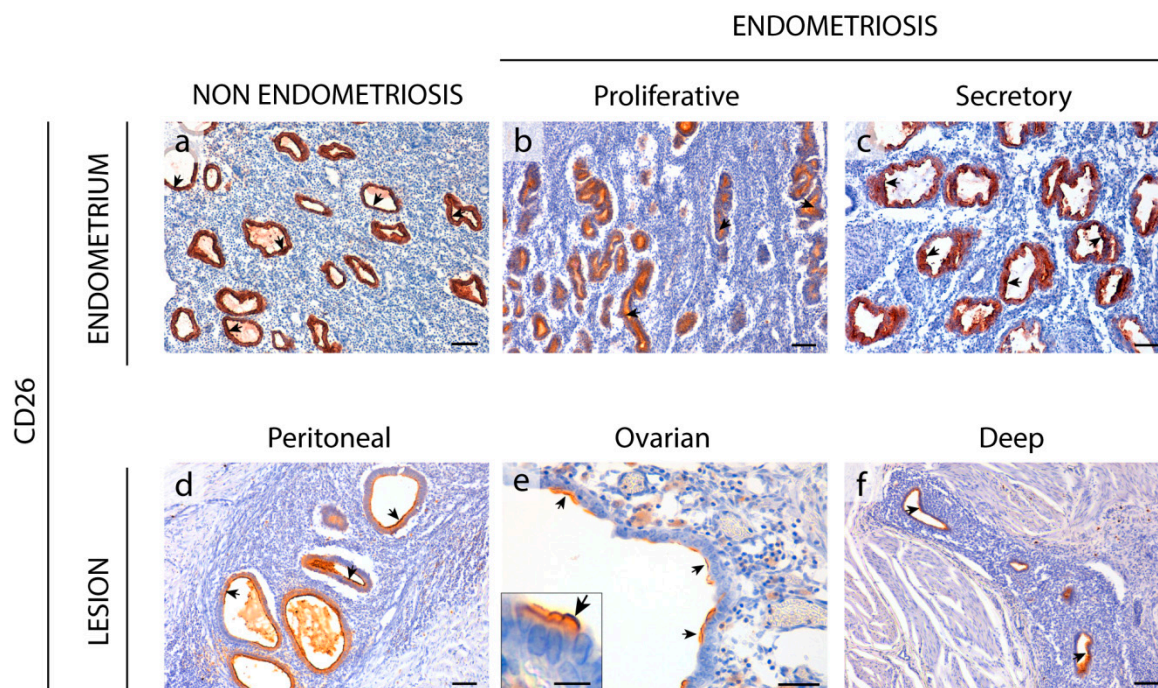 ENDOMETRIOSIS
NON ENDOMETRIOSIS
Proliferative
Secretory
CD26
ENDOMETRIUM
a
b
c
Peritoneal
Ovarian
Deep
LESION
d
e
f